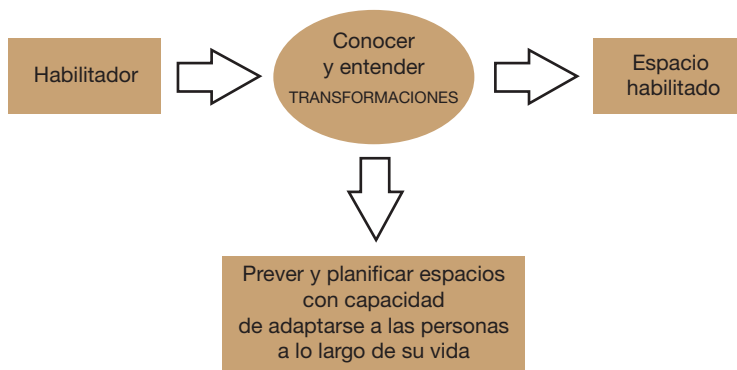 Habilitador
Conocer
y entender
TRANSFORMACIONES
Espacio
habilitado
Prever y planificar espacios
con capacidad
de adaptarse a las personas
a lo largo de su vida